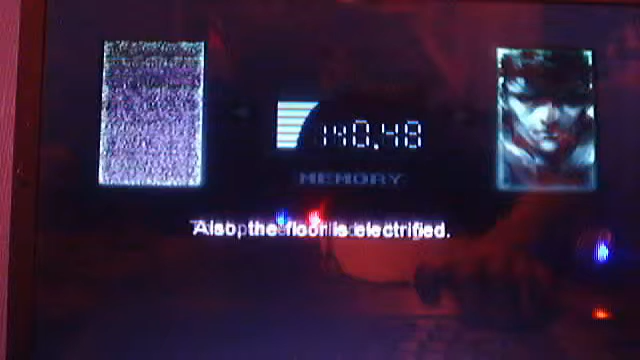 140.48
MEMORY
Also, the floor is electrified.